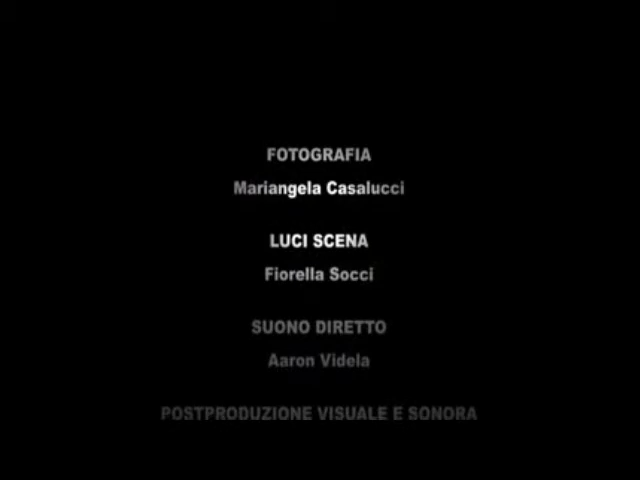 FOTOGRAFIA
Mariangela Casalucci
LUCI SCENA
Fiorella Socci
SUONO DIRETTO
Aaron Videla
POSTPRODUZIONE VISUALE E SONORA